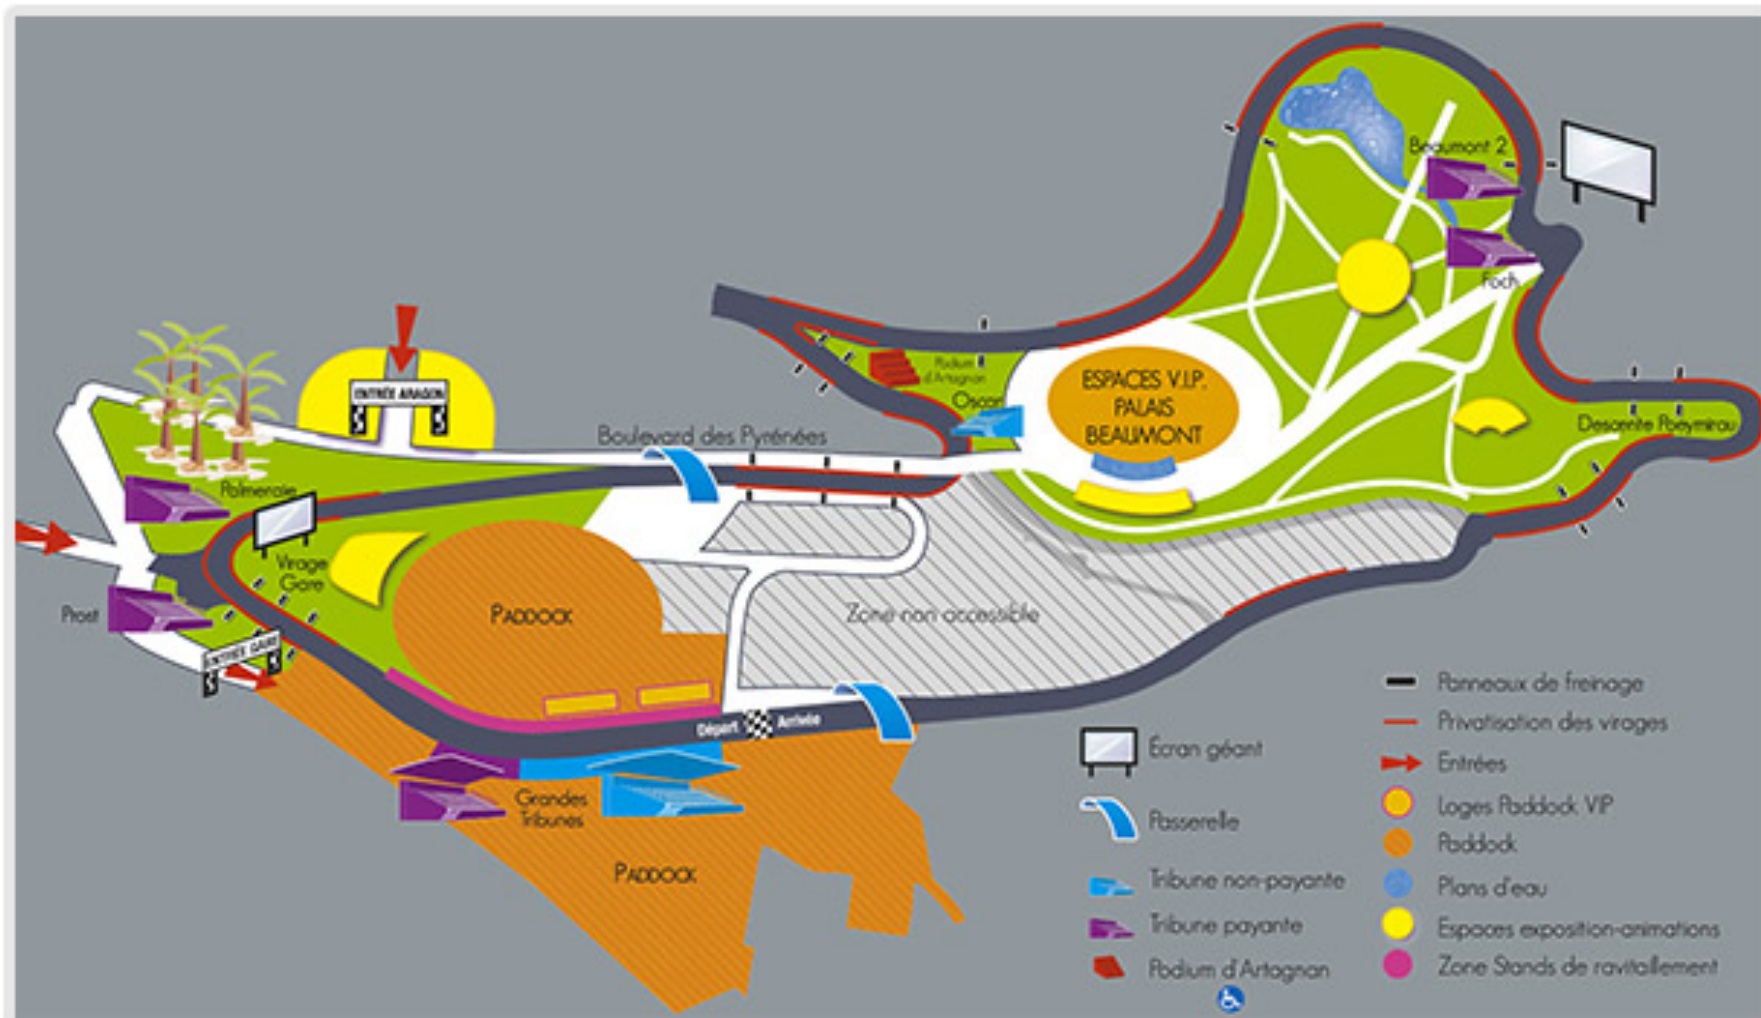 Beaumont 2
Foch
Podium
d'Artagnan
Oscar
ESPACES V.I.P.
PALAIS
BEAUMONT
Descente Poeymirau
ENTRÉE ARAGON
Boulevard des Pyrénées
Palmeraie
Virage
Gare
Prost
ENTRÉE GARE
PADDOCK
Zone non accessible
Départ
Arrivée
Grandes
Tribunes
PADDOCK
Écran géant
Passerelle
Tribune non-payante
Tribune payante
Podium d'Artagnan
Panneaux de freinage
Privatisation des virages
Entrées
Loges Paddock VIP
Paddock
Plans d'eau
Espaces exposition-animations
Zone Stands de ravitaillement